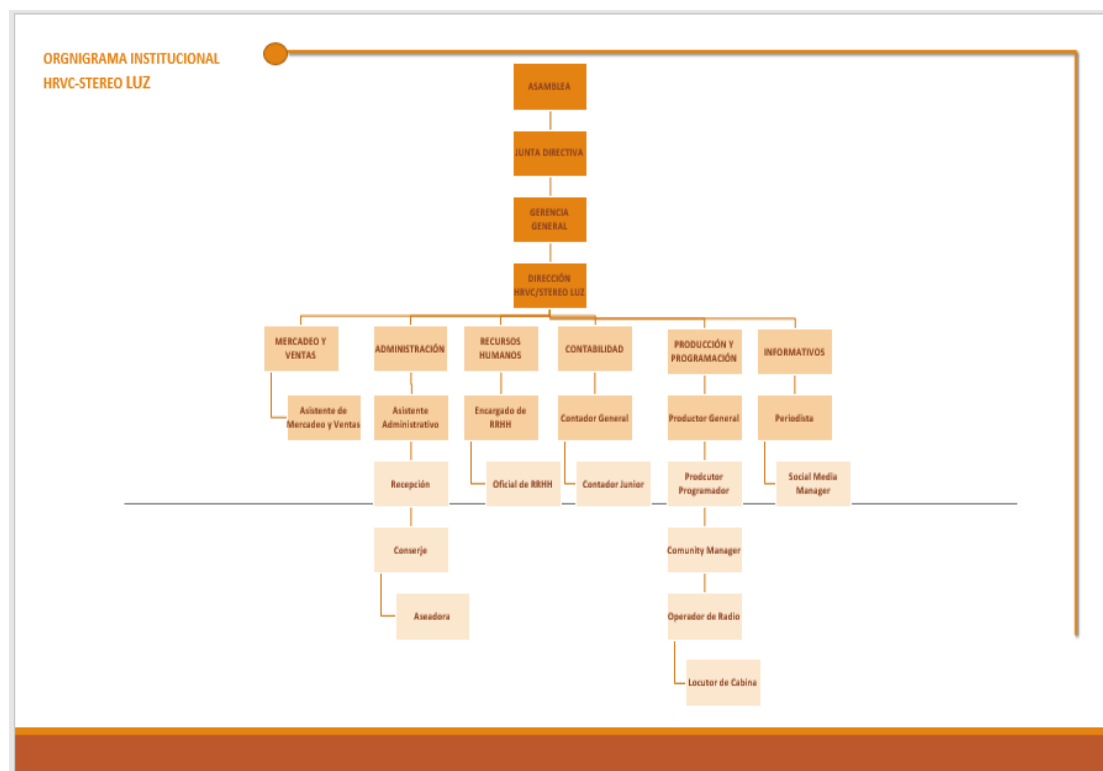 ORGNIGRAMA INSTITUCIONAL
HRVC-STEREO LUZ
ASAMBLEA
JUNTA DIRECTIVA
GERENCIA
GENERAL
DIRECCIÓN
HRVC/STEREO LUZ
MERCADEO Y
VENTAS
ADMINISTRACIÓN
RECURSOS
HUMANOS
CONTABILIDAD
PRODUCCIÓN Y
PROGRAMACIÓN
INFORMATIVOS
Asistente de
Mercadeo y Ventas
Asistente
Administrativo
Encargado de
RRHH
Contador General
Productor General
Periodista
Recepción
Oficial de RRHH
Contador Junior
Prodcutor
Programador
Social Media
Manager
Conserje
Comunity Manager
Aseadora
Operador de Radio
Locutor de Cabina